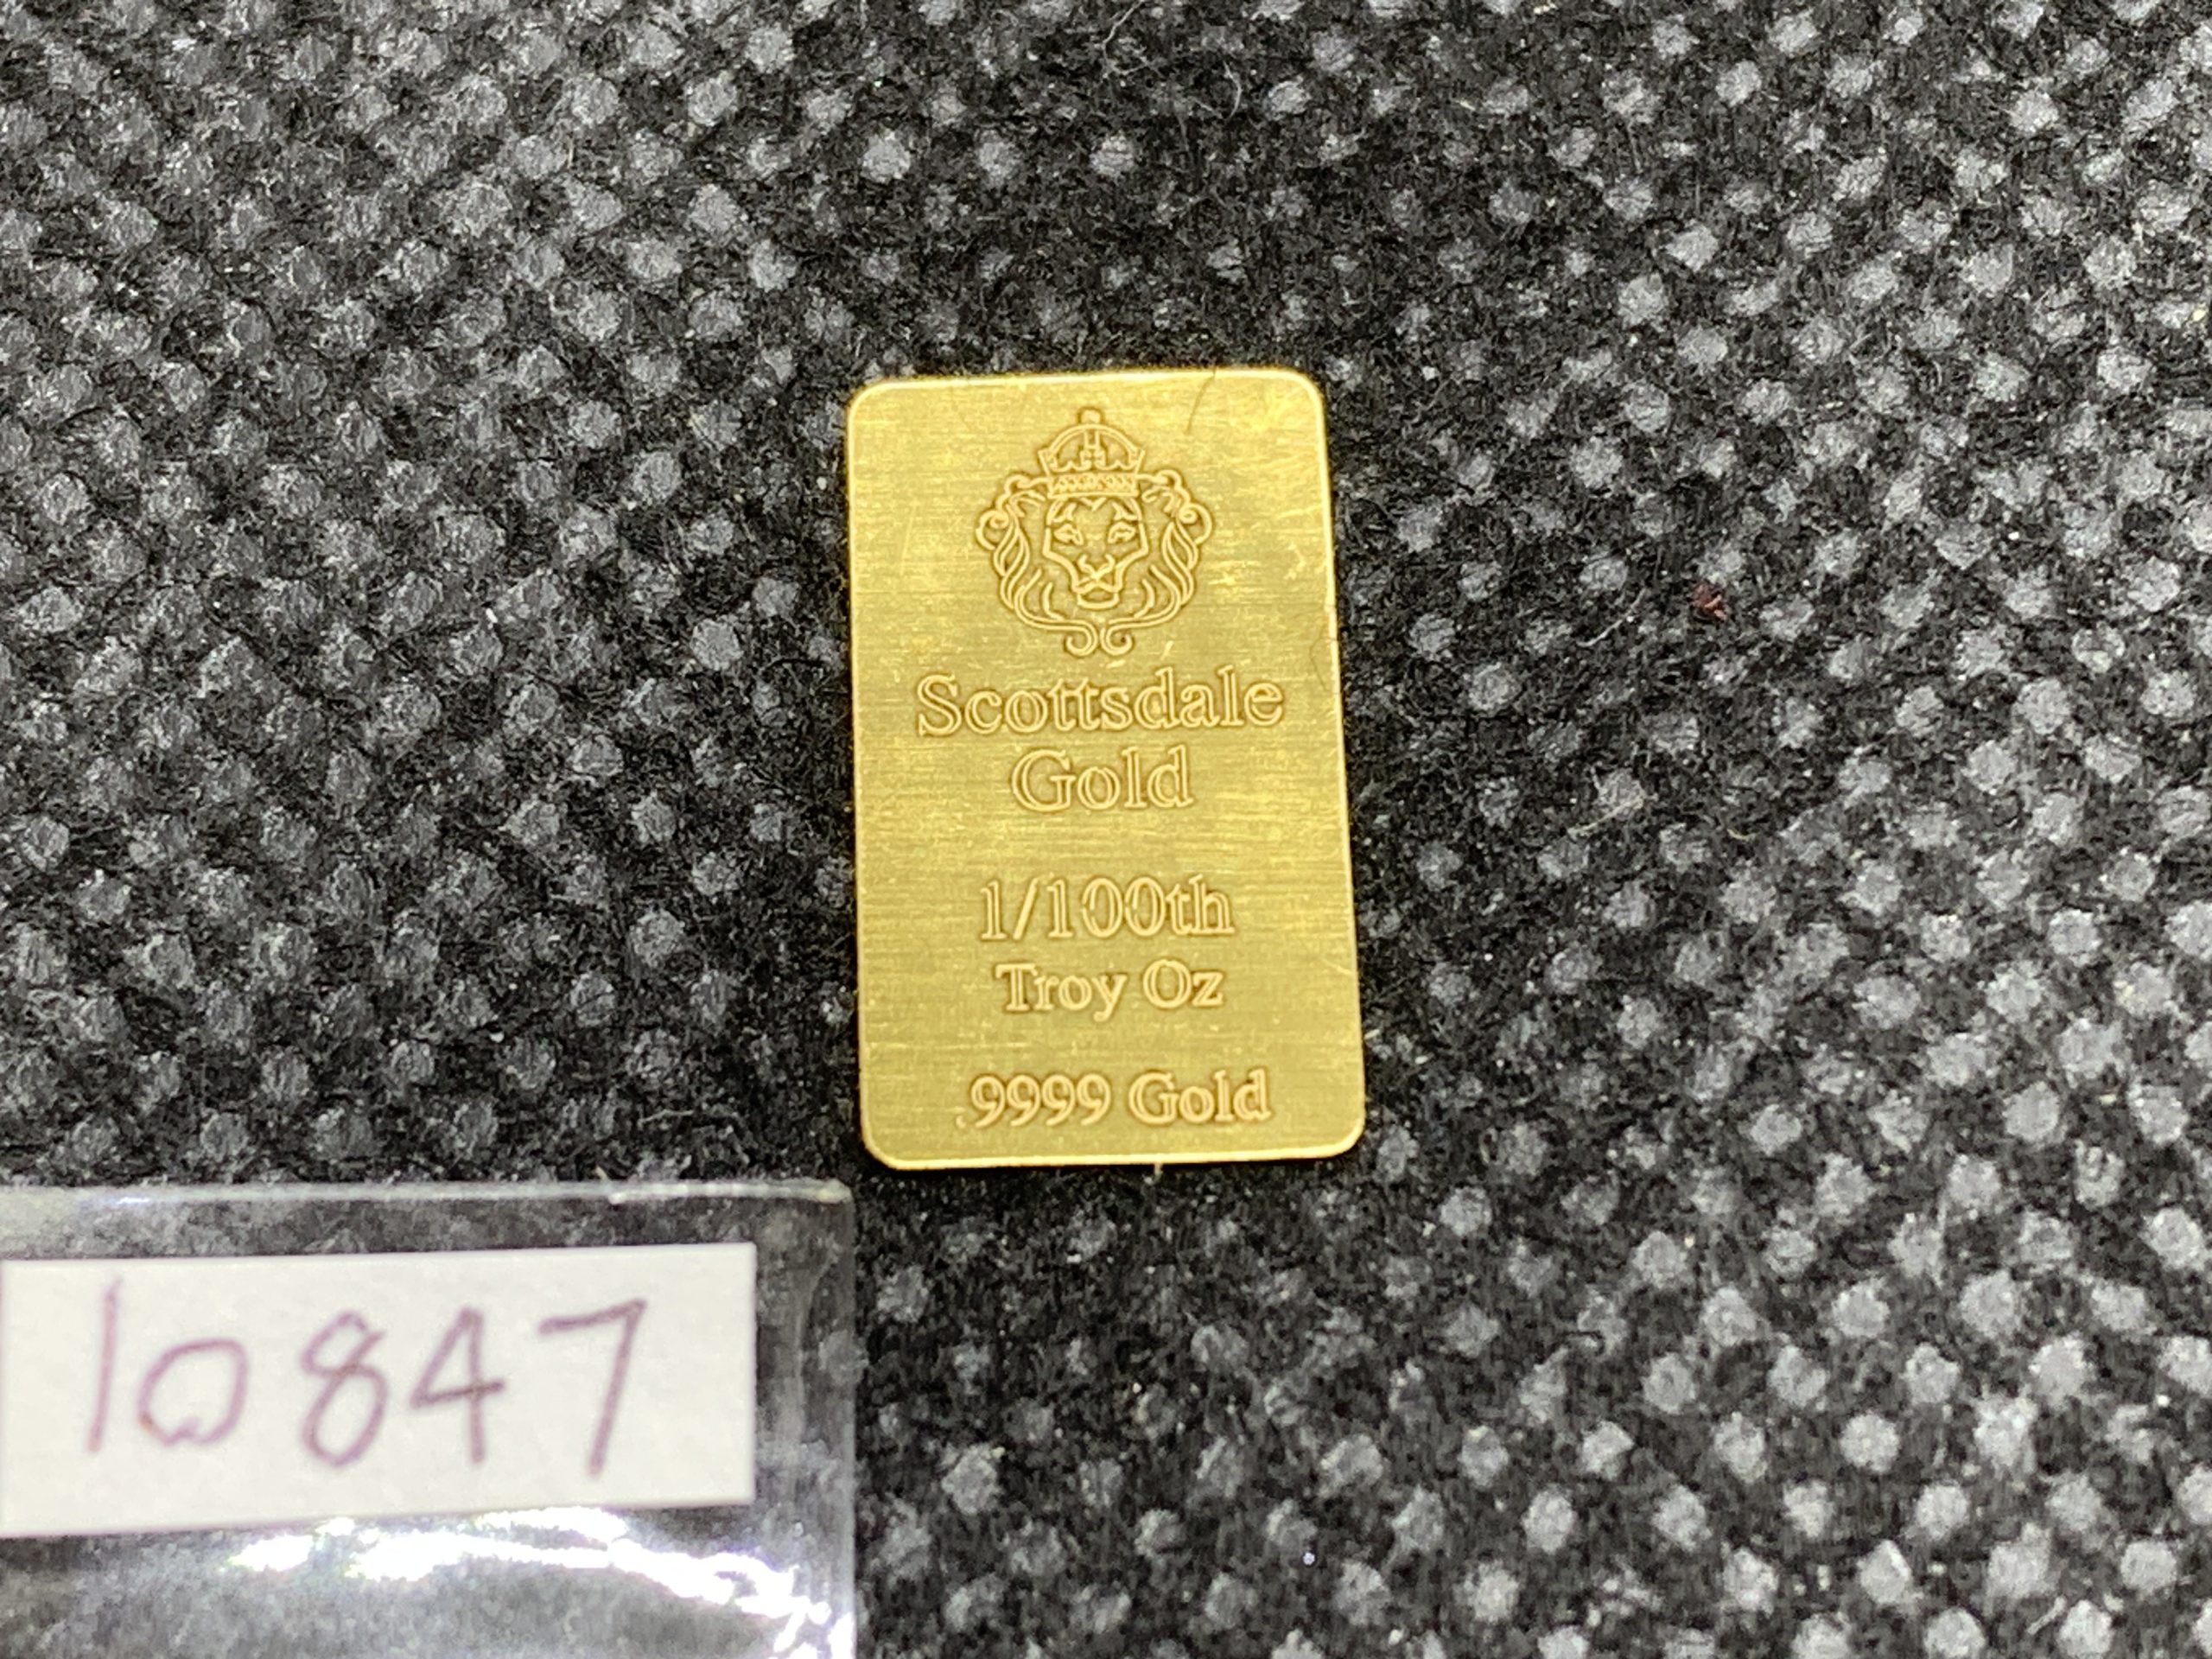 Scottsdale
Gold
1/100th
Troy Oz
.9999 Gold
10847